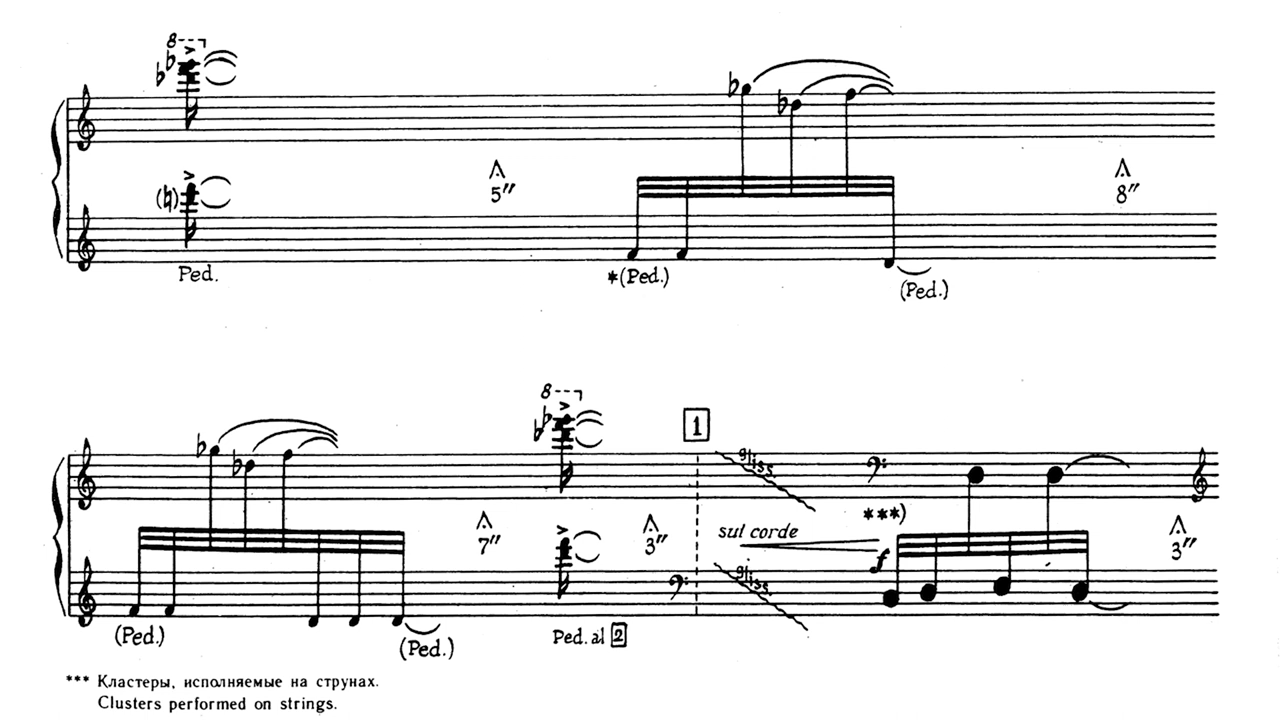 8
(♮)
5″
8″
Ped.
*(Ped.)
(Ped.)
8
1
gliss.
7″
3″
sul corde
***)
f
3″
gliss.
(Ped.)
(Ped.)
Ped. al 2
*** Кластеры, исполняемые на струнах.
Clusters performed on strings.